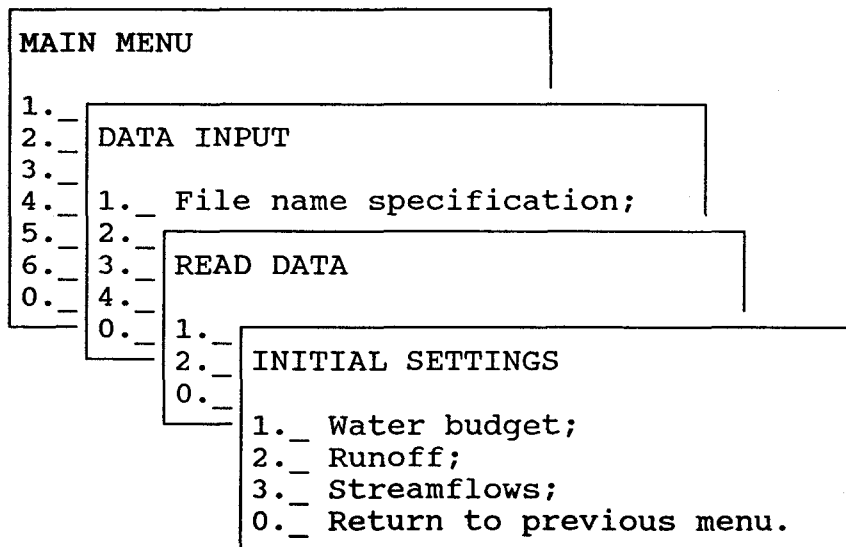 MAIN MENU
1._
2._
3._
4._
5._
6._
0._
DATA INPUT
1._ File name specification;
2._
3._
4._
0._
READ DATA
1._
2._
0._
INITIAL SETTINGS
1._ Water budget;
2._ Runoff;
3._ Streamflows;
0._ Return to previous menu.